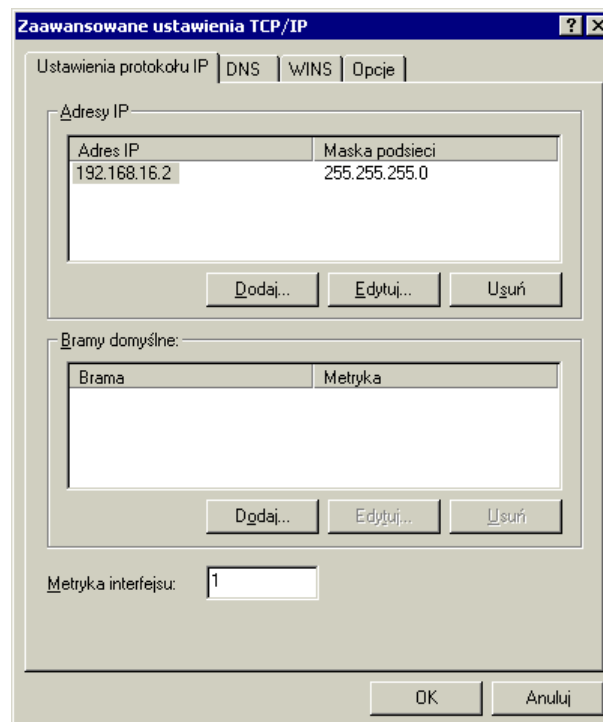 Zaawansowane ustawienia TCP/IP
Ustawienia protokołu IP DNS WINS Opcje
Adresy IP
Adres IP Maska podsieci
192.168.16.2 255.255.255.0
Dodaj... Edytuj... Usuń
Bramy domyślne:
Brama Metryka
Dodaj... Edytuj... Usuń
Metryka interfejsu: 1
OK Anuluj